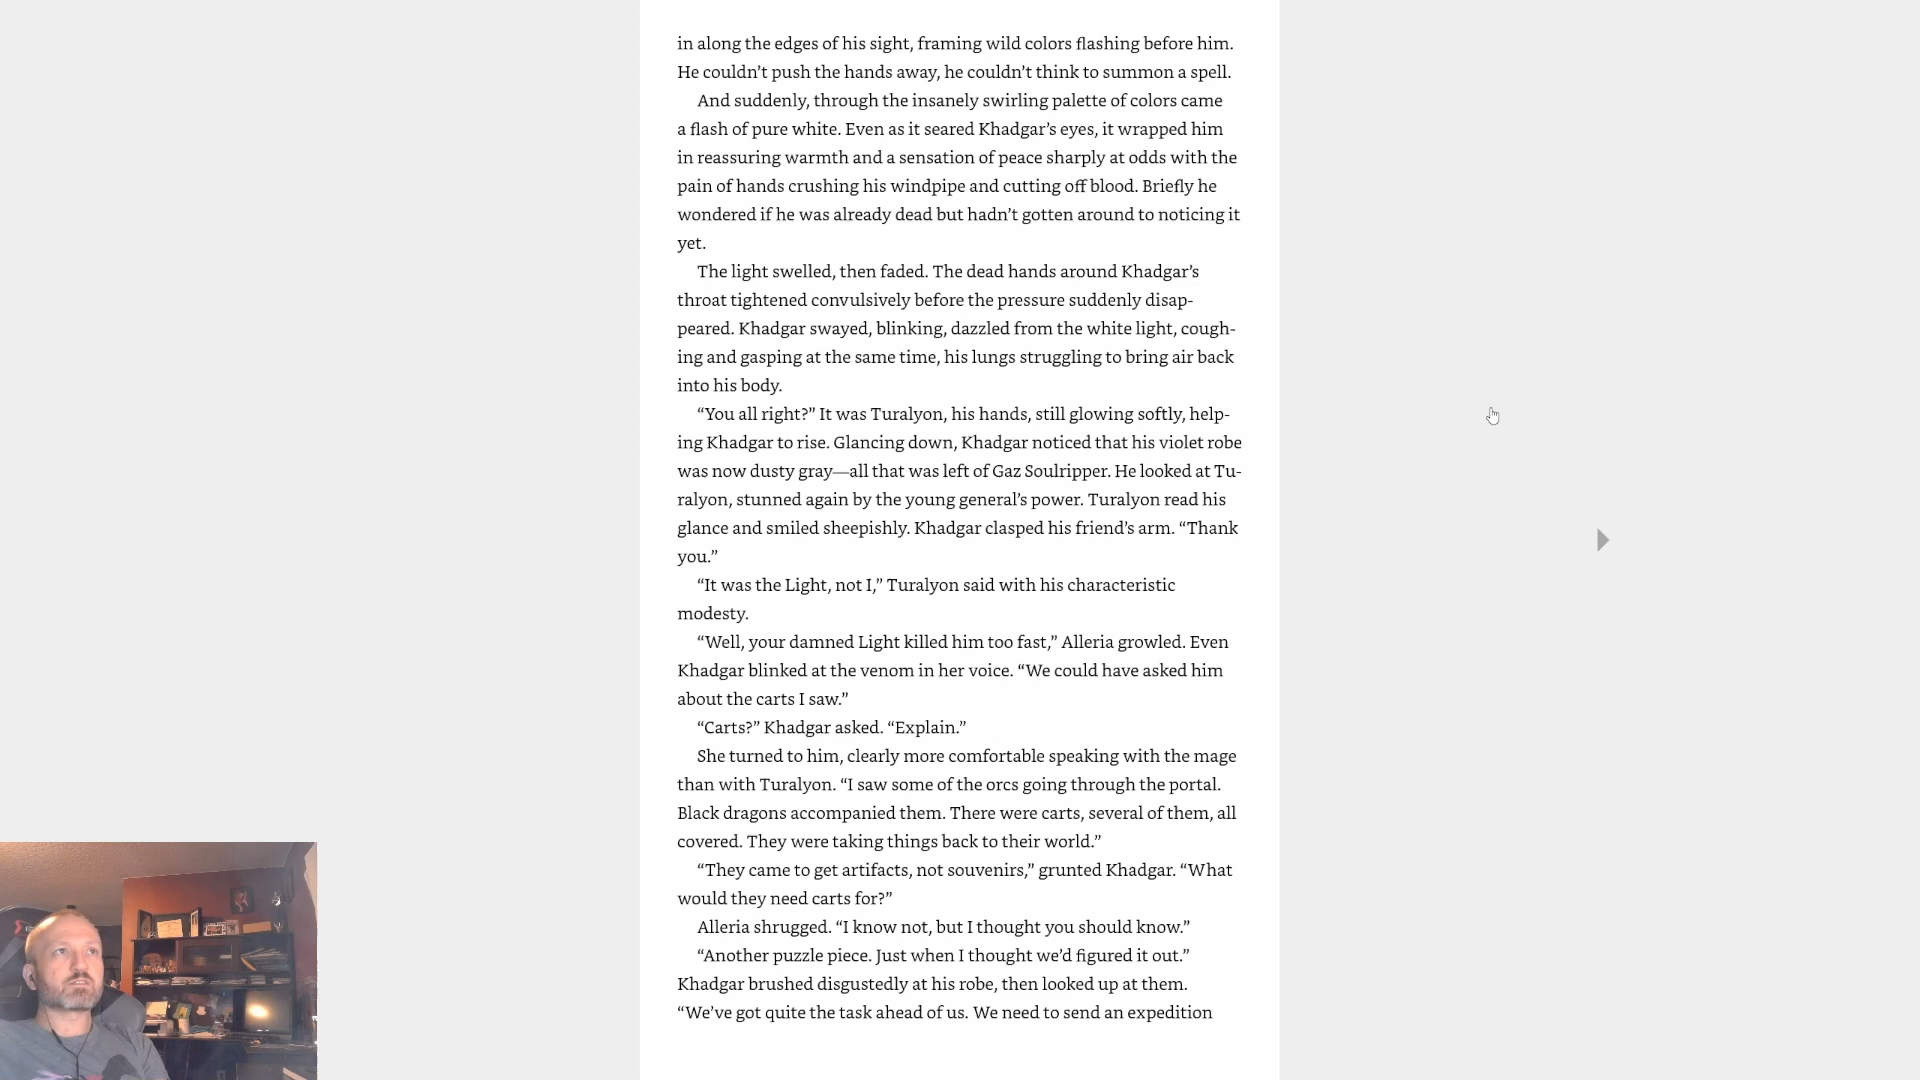 in along the edges of his sight, framing wild colors flashing before him.
He couldn’t push the hands away, he couldn’t think to summon a spell.
And suddenly, through the insanely swirling palette of colors came
a flash of pure white. Even as it seared Khadgar’s eyes, it wrapped him
in reassuring warmth and a sensation of peace sharply at odds with the
pain of hands crushing his windpipe and cutting off blood. Briefly he
wondered if he was already dead but hadn’t gotten around to noticing it
yet.
The light swelled, then faded. The dead hands around Khadgar’s
throat tightened convulsively before the pressure suddenly disap-
peared. Khadgar swayed, blinking, dazzled from the white light, cough-
ing and gasping at the same time, his lungs struggling to bring air back
into his body.
“You all right?” It was Turalyon, his hands, still glowing softly, help-
ing Khadgar to rise. Glancing down, Khadgar noticed that his violet robe
was now dusty gray—all that was left of Gaz Soulripper. He looked at Tu-
ralyon, stunned again by the young general’s power. Turalyon read his
glance and smiled sheepishly. Khadgar clasped his friend’s arm. “Thank
you.”
“It was the Light, not I,” Turalyon said with his characteristic
modesty.
“Well, your damned Light killed him too fast,” Alleria growled. Even
Khadgar blinked at the venom in her voice. “We could have asked him
about the carts I saw.”
“Carts?” Khadgar asked. “Explain.”
She turned to him, clearly more comfortable speaking with the mage
than with Turalyon. “I saw some of the orcs going through the portal.
Black dragons accompanied them. There were carts, several of them, all
covered. They were taking things back to their world.”
“They came to get artifacts, not souvenirs,” grunted Khadgar. “What
would they need carts for?”
Alleria shrugged. “I know not, but I thought you should know.”
“Another puzzle piece. Just when I thought we’d figured it out.”
Khadgar brushed disgustedly at his robe, then looked up at them.
“We’ve got quite the task ahead of us. We need to send an expedition